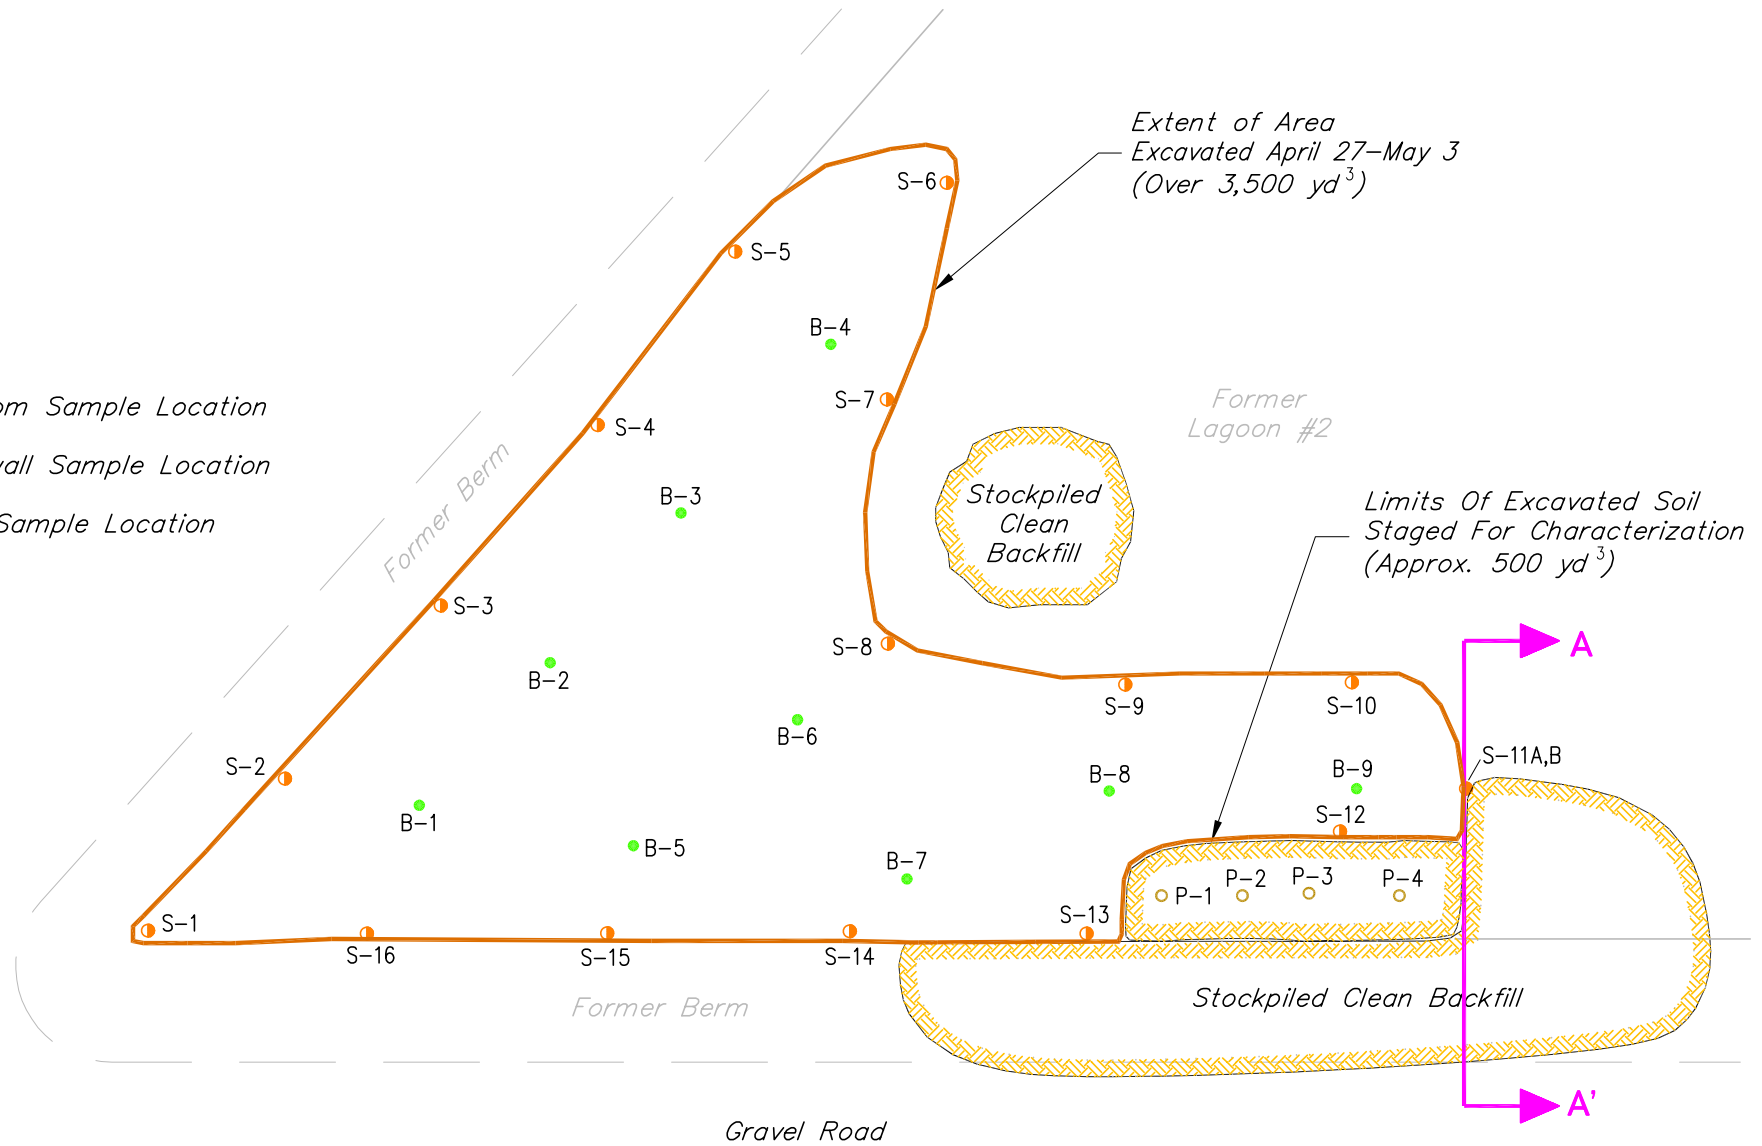 Extent of Area
Excavated April 27-May 3
(Over 3,500 yd³)
S-6
S-5
B-4
S-7
Former
Lagoon #2
Sample Location
S-4
Sample Location
Former Berm
B-3
Stockpiled
Clean
Backfill
Limits Of Excavated Soil
Staged For Characterization
(Approx. 500 yd³)
Sample Location
S-3
S-8
A
B-2
S-9
S-10
B-6
S-2
S-11A,B
B-8
B-9
B-1
S-12
B-5
B-7
P-1
P-2
P-3
P-4
S-1
S-13
S-16
S-15
S-14
Former Berm
Stockpiled Clean Backfill
A'
Gravel Road